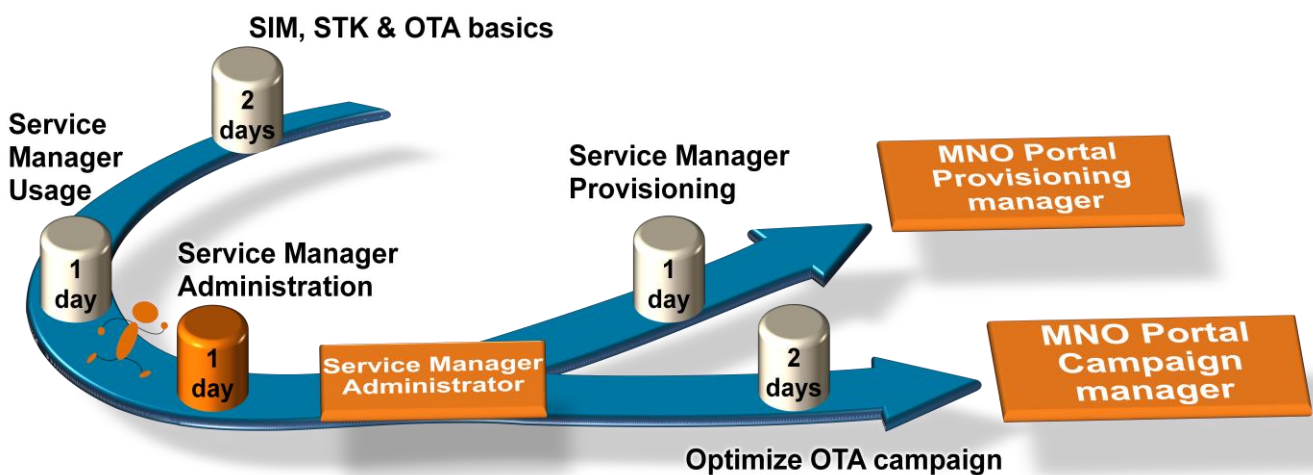 SIM, STK & OTA basics
2
days
Service
Manager
Usage
1
day
Service Manager
Administration
1
day
Service Manager
Administrator
Service Manager
Provisioning
1
day
MNO Portal
Provisioning
manager
2
days
Optimize OTA campaign
MNO Portal
Campaign
manager